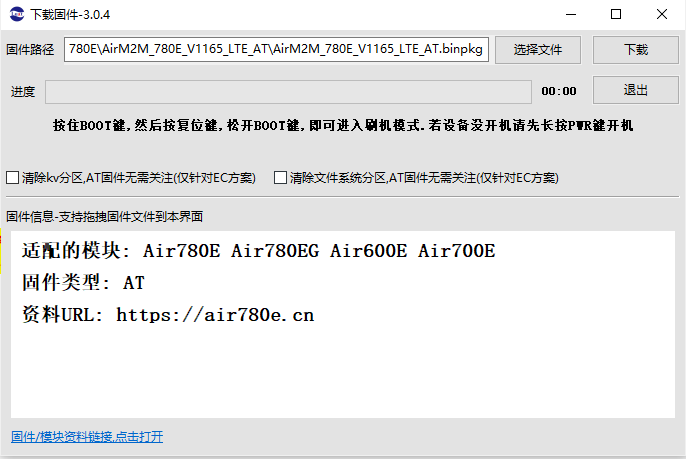 下载固件-3.0.4
固件路径 780E\AirM2M_780E_V1165_LTE_AT\AirM2M_780E_V1165_LTE_AT.binpkg 选择文件 下载
进度 00:00 退出
按住BOOT键,然后按复位键,松开BOOT键,即可进入刷机模式.若设备没开机请先长按PWR键开机
清除kv分区,AT固件无需关注(仅针对EC方案) 清除文件系统分区,AT固件无需关注(仅针对EC方案)
固件信息-支持拖拽固件文件到本界面
适配的模块: Air780E Air780EG Air600E Air700E
固件类型: AT
资料URL: https://air780e.cn
固件/模块资料链接,点击打开